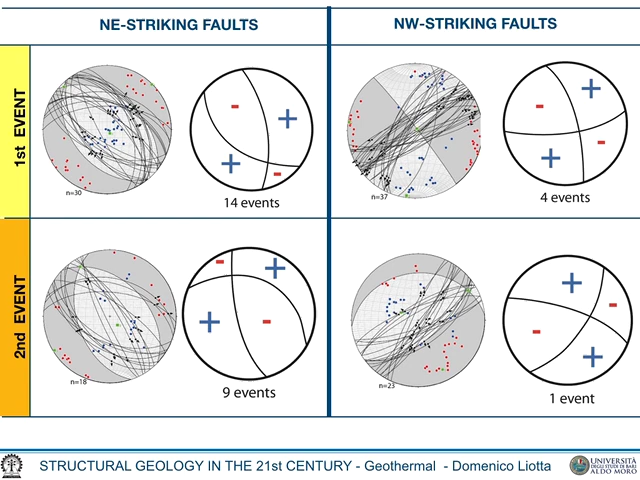 NE-STRIKING FAULTS
NW-STRIKING FAULTS
1st EVENT
n=30
+
-
+
-
14 events
n=37
-
+
+
-
4 events
2nd EVENT
n=18
-
+
+
-
9 events
n=23
+
-
-
+
1 event
STRUCTURAL GEOLOGY IN THE 21st CENTURY - Geothermal - Domenico Liotta
UNIVERSITÀ
DEGLI STUDI DI BARI
ALDO MORO